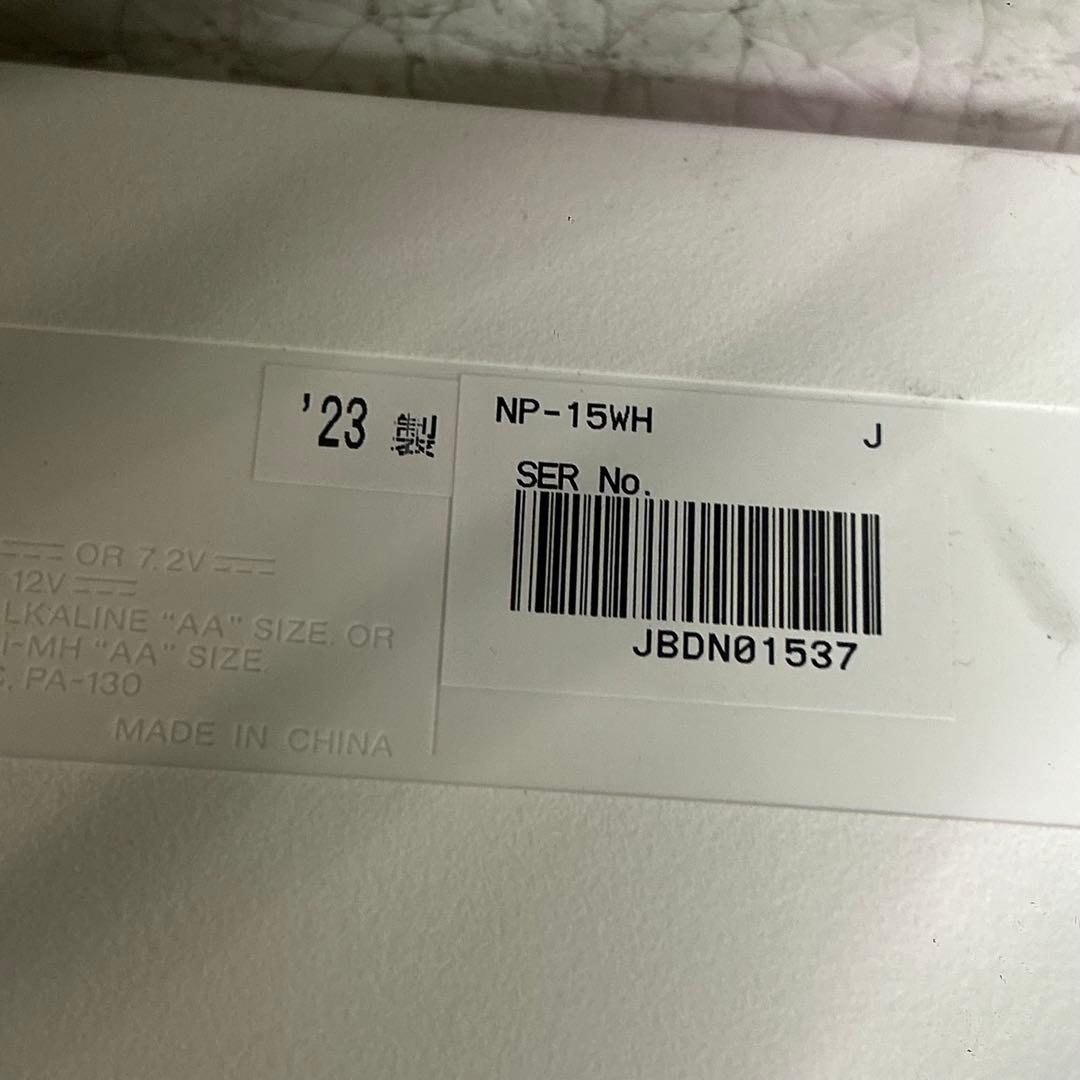 '23 製
NP-15WH J
SER No.
JBDN01537
OR 7.2V
12V
LKALINE "AA" SIZE. OR
i-MH "AA" SIZE.
C, PA-130
MADE IN CHINA